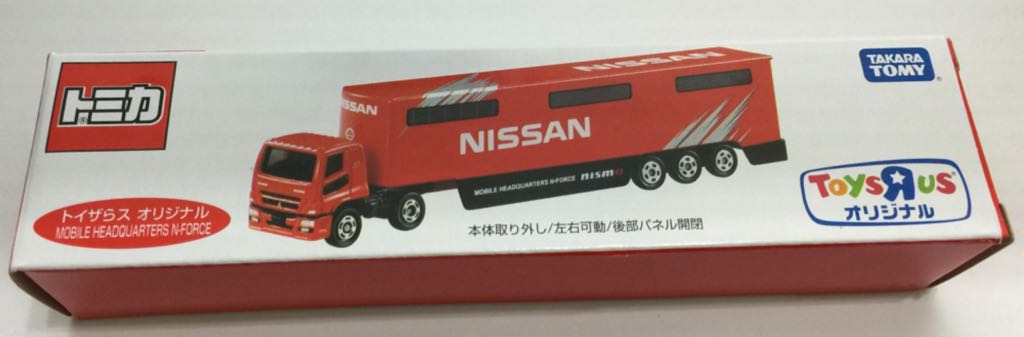 トミカ
®
トイザらス オリジナル
MOBILE HEADQUARTERS N-FORCE
NISSAN
NISSAN
NISSAN
MOBILE HEADQUARTERS N-FORCE nismo
本体取り外し/左右可動/後部パネル開閉
TAKARA
TOMY
TOYS"R"US®
オリジナル